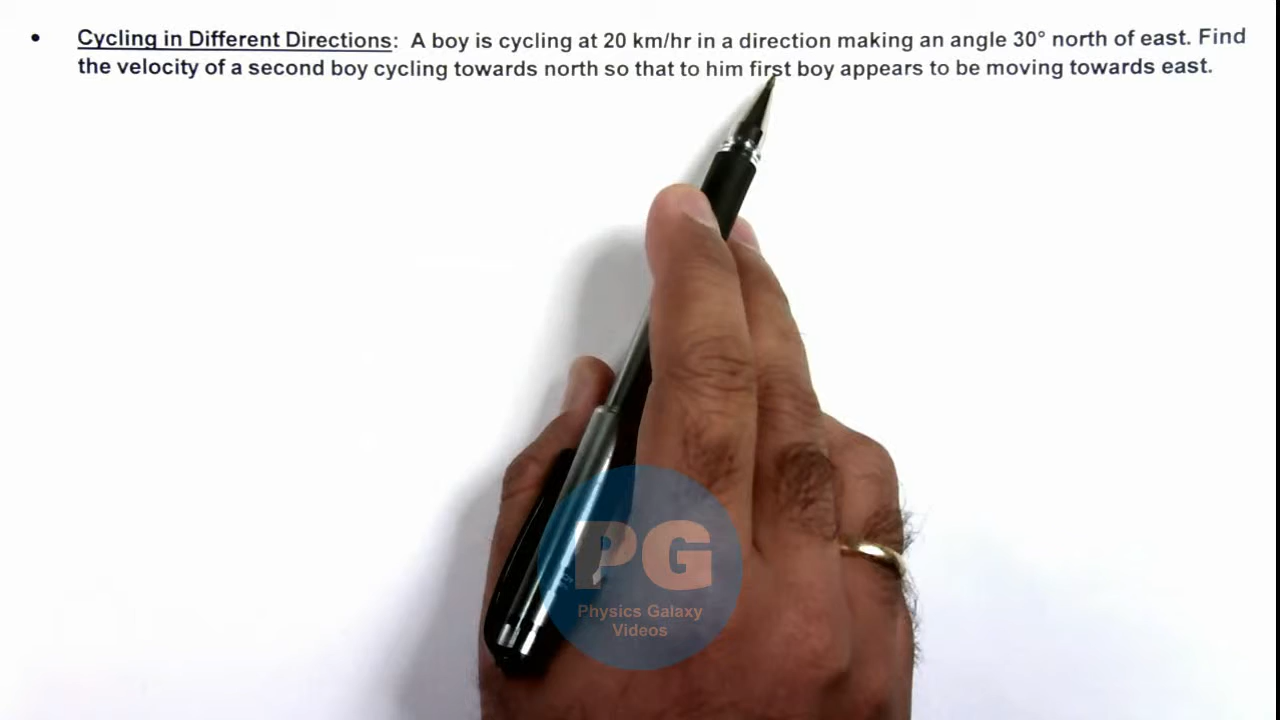 • Cycling in Different Directions: A boy is cycling at 20 km/hr in a direction making an angle 30° north of east. Find
the velocity of a second boy cycling towards north so that to him first boy appears to be moving towards east.
PG
Physics Galaxy
Videos